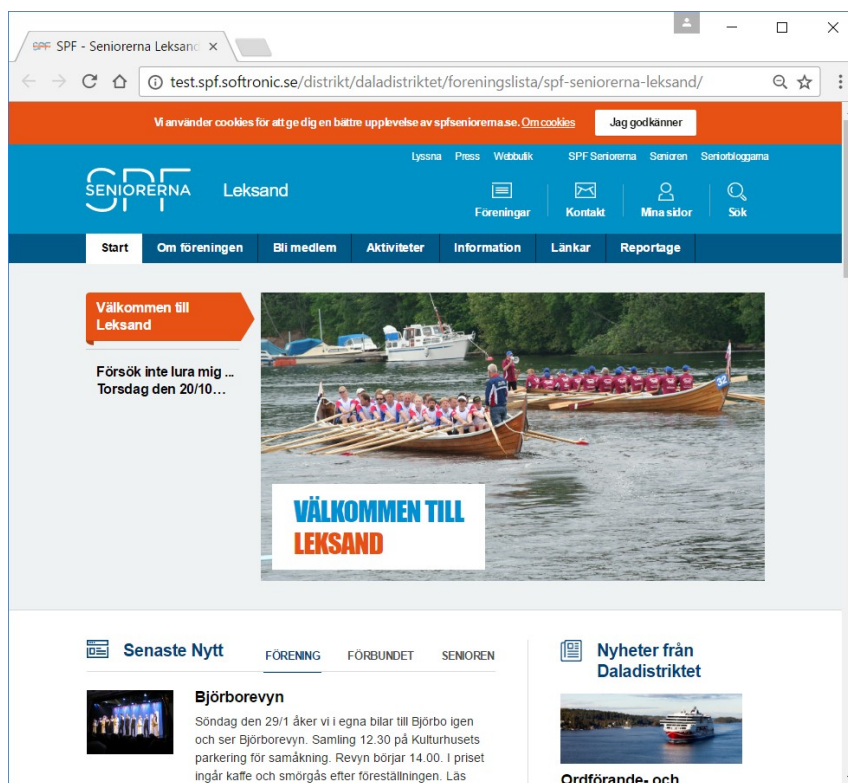 SPF - Seniorerna Leksand
test.spf.softronic.se/distrikt/daladistriktet/foreningslista/spf-seniorerna-leksand/
Vi använder cookies för att ge dig en bättre upplevelse av spfseniorerna.se. Om cookies
Jag godkänner
Lyssna Press Webbutik SPF Seniorerna Senioren Seniorbloggarna
SPF
SENIORERNA
Leksand
Föreningar Kontakt Mina sidor Sök
Start Om föreningen Bli medlem Aktiviteter Information Länkar Reportage
Välkommen till
Leksand
Försök inte lura mig ...
Torsdag den 20/10...
32
VÄLKOMMEN TILL
LEKSAND
Senaste Nytt FÖRENING FÖRBUNDET SENIOREN
Björborevyn
Söndag den 29/1 åker vi i egna bilar till Björbo igen
och ser Björborevyn. Samling 12.30 på Kulturhusets
parkering för samåkning. Revyn börjar 14.00. I priset
ingår kaffe och smörgås efter föreställningen. Läs
Nyheter från
Daladistriktet
Ordförande- och